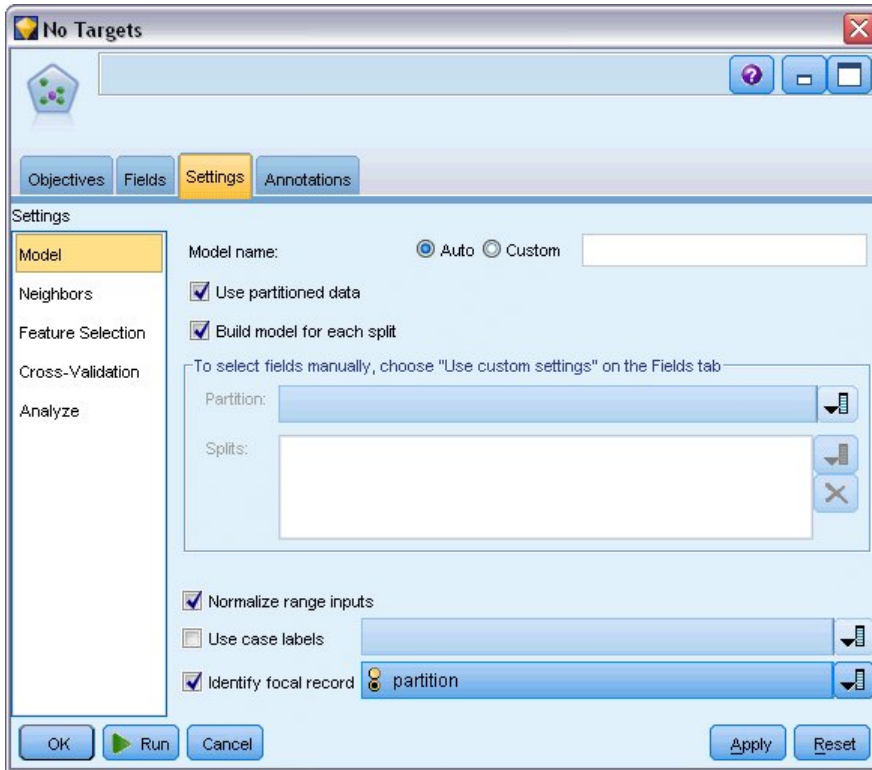 No Targets
Objectives Fields Settings Annotations
Settings
Model
Neighbors
Feature Selection
Cross-Validation
Analyze
Model name: Auto Custom
Use partitioned data
Build model for each split
To select fields manually, choose "Use custom settings" on the Fields tab
Partition:
Splits:
Normalize range inputs
Use case labels
Identify focal record partition
OK Run Cancel Apply Reset